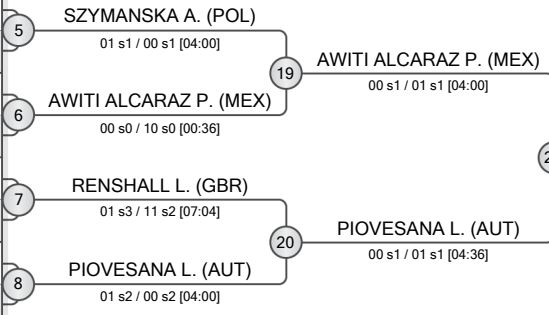 SZYMANSKA A. (POL)
5
01 s1 / 00 s1 [04:00]
19
AWITI ALCARAZ P. (MEX)
00 s1 / 01 s1 [04:00]
AWITI ALCARAZ P. (MEX)
6
00 s0 / 10 s0 [00:36]
RENSHALL L. (GBR)
7
01 s3 / 11 s2 [07:04]
20
PIOVESANA L. (AUT)
00 s1 / 01 s1 [04:36]
PIOVESANA L. (AUT)
8
01 s2 / 00 s2 [04:00]